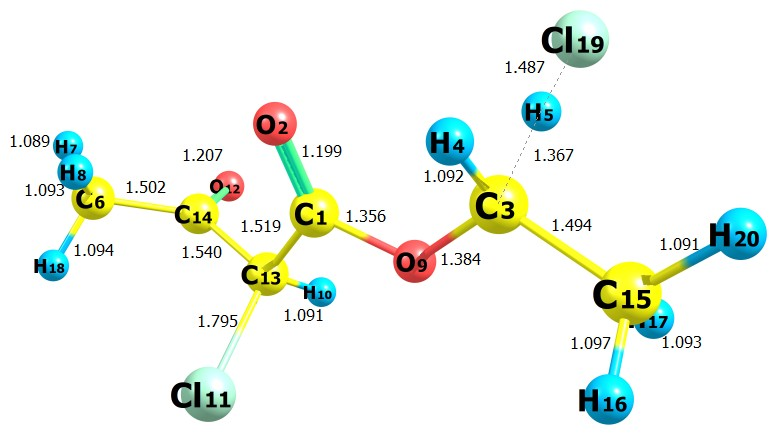 Cl19
1.487
H5
O2
H4
1.089
H7
1.207
1.199
1.367
H8
O12
1.092
1.093
1.502
C6
C14
1.519
C1
1.356
C3
1.494
H20
1.094
1.540
O9
1.384
1.091
H18
C13
H10
C15
1.795
1.091
H17
1.097
1.093
Cl11
H16